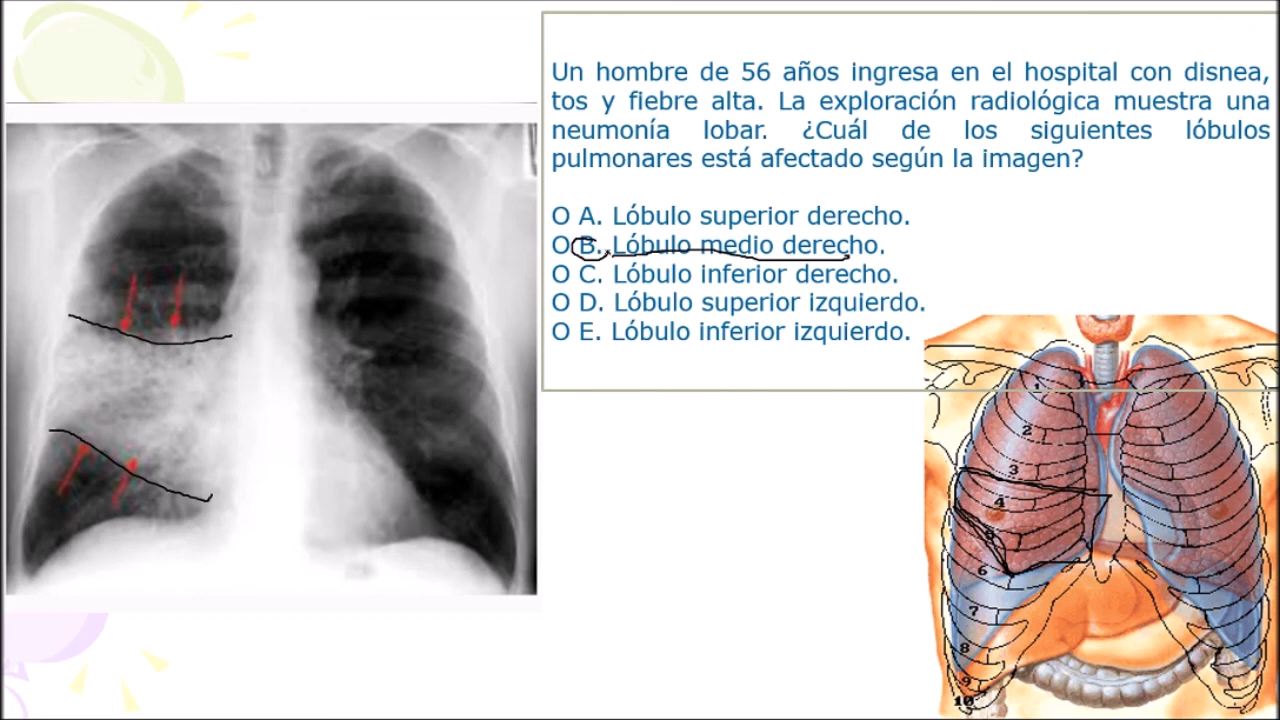 Un hombre de 56 años ingresa en el hospital con disnea,
tos y fiebre alta. La exploración radiológica muestra una
neumonía lobar. ¿Cuál de los siguientes lóbulos
pulmonares está afectado según la imagen?
O A. Lóbulo superior derecho.
O B. Lóbulo medio derecho.
O C. Lóbulo inferior derecho.
O D. Lóbulo superior izquierdo.
O E. Lóbulo inferior izquierdo.
1
2
3
4
5
6
7
8
9
10